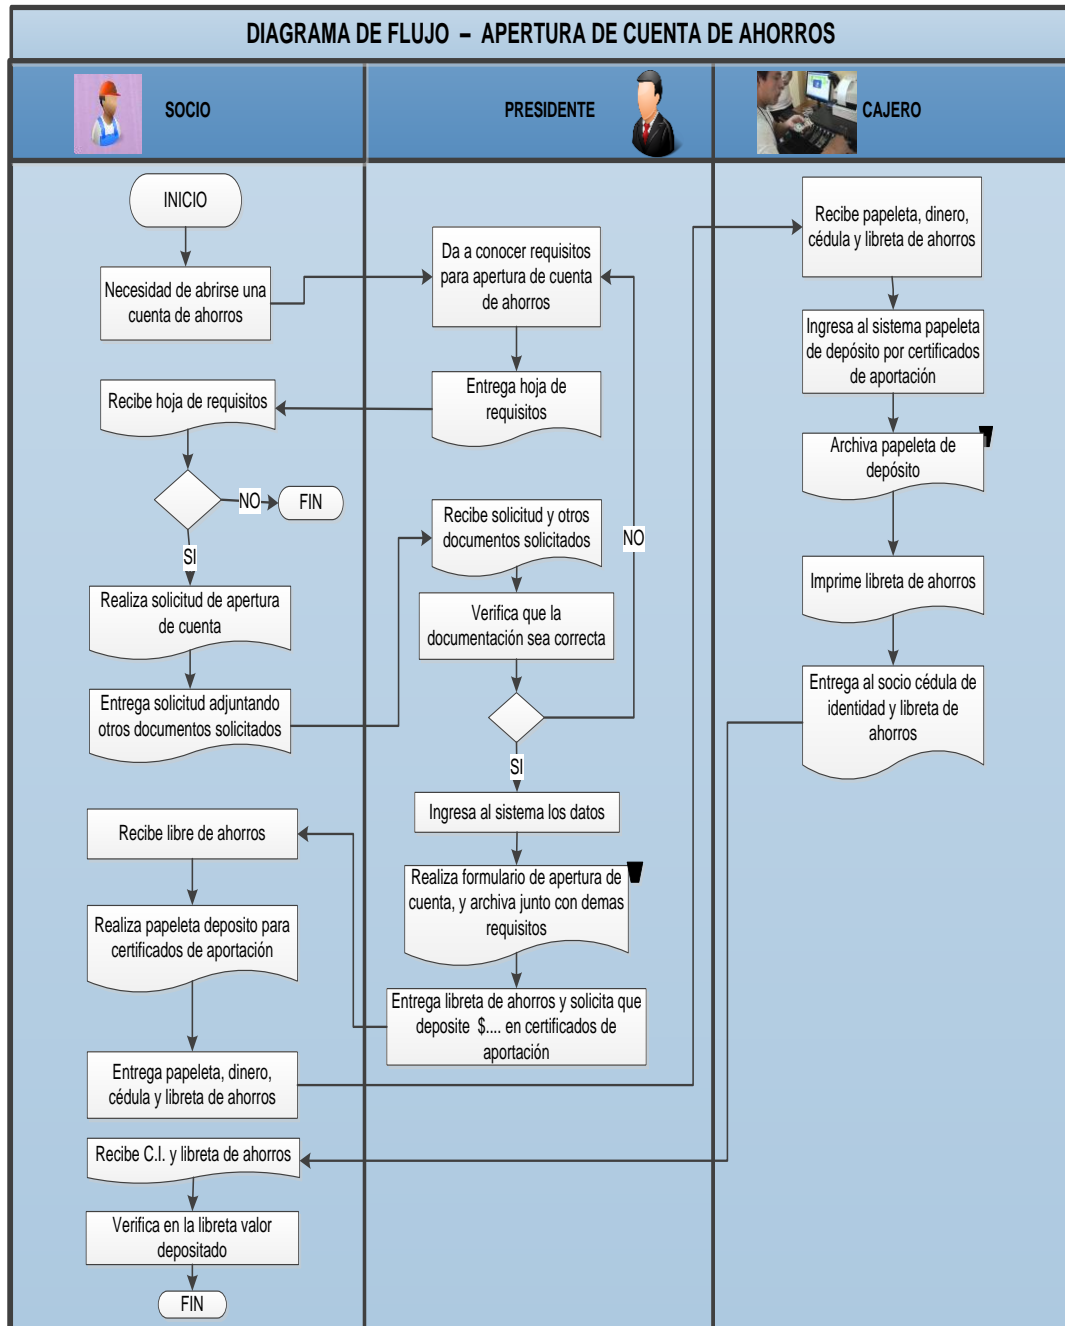 DIAGRAMA DE FLUJO – APERTURA DE CUENTA DE AHORROS
SOCIO
PRESIDENTE
CAJERO
INICIO
Necesidad de abrirse una
cuenta de ahorros
Recibe hoja de requisitos
NO
FIN
SI
Realiza solicitud de apertura
de cuenta
Entrega solicitud adjuntando
otros documentos solicitados
Recibe libre de ahorros
Realiza papeleta deposito para
certificados de aportación
Entrega papeleta, dinero,
cédula y libreta de ahorros
Recibe C.I. y libreta de ahorros
Verifica en la libreta valor
depositado
FIN
Da a conocer requisitos
para apertura de cuenta
de ahorros
Entrega hoja de
requisitos
Recibe solicitud y otros
documentos solicitados
NO
Verifica que la
documentación sea correcta
SI
Ingresa al sistema los datos
Realiza formulario de apertura de
cuenta, y archiva junto con demas
requisitos
Entrega libreta de ahorros y solicita que
deposite $.... en certificados de
aportación
Recibe papeleta, dinero,
cédula y libreta de ahorros
Ingresa al sistema papeleta
de depósito por certificados
de aportación
Archiva papeleta de
depósito
Imprime libreta de ahorros
Entrega al socio cédula de
identidad y libreta de
ahorros